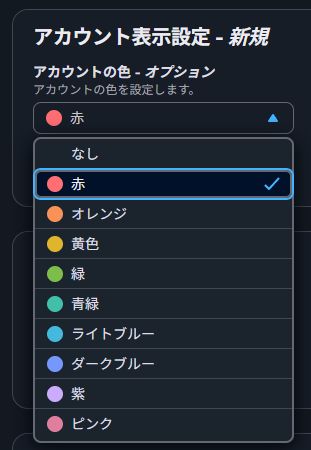 アカウント表示設定 - 新規
アカウントの色 - オプション
アカウントの色を設定します。
赤
なし
赤
オレンジ
黄色
緑
青緑
ライトブルー
ダークブルー
紫
ピンク